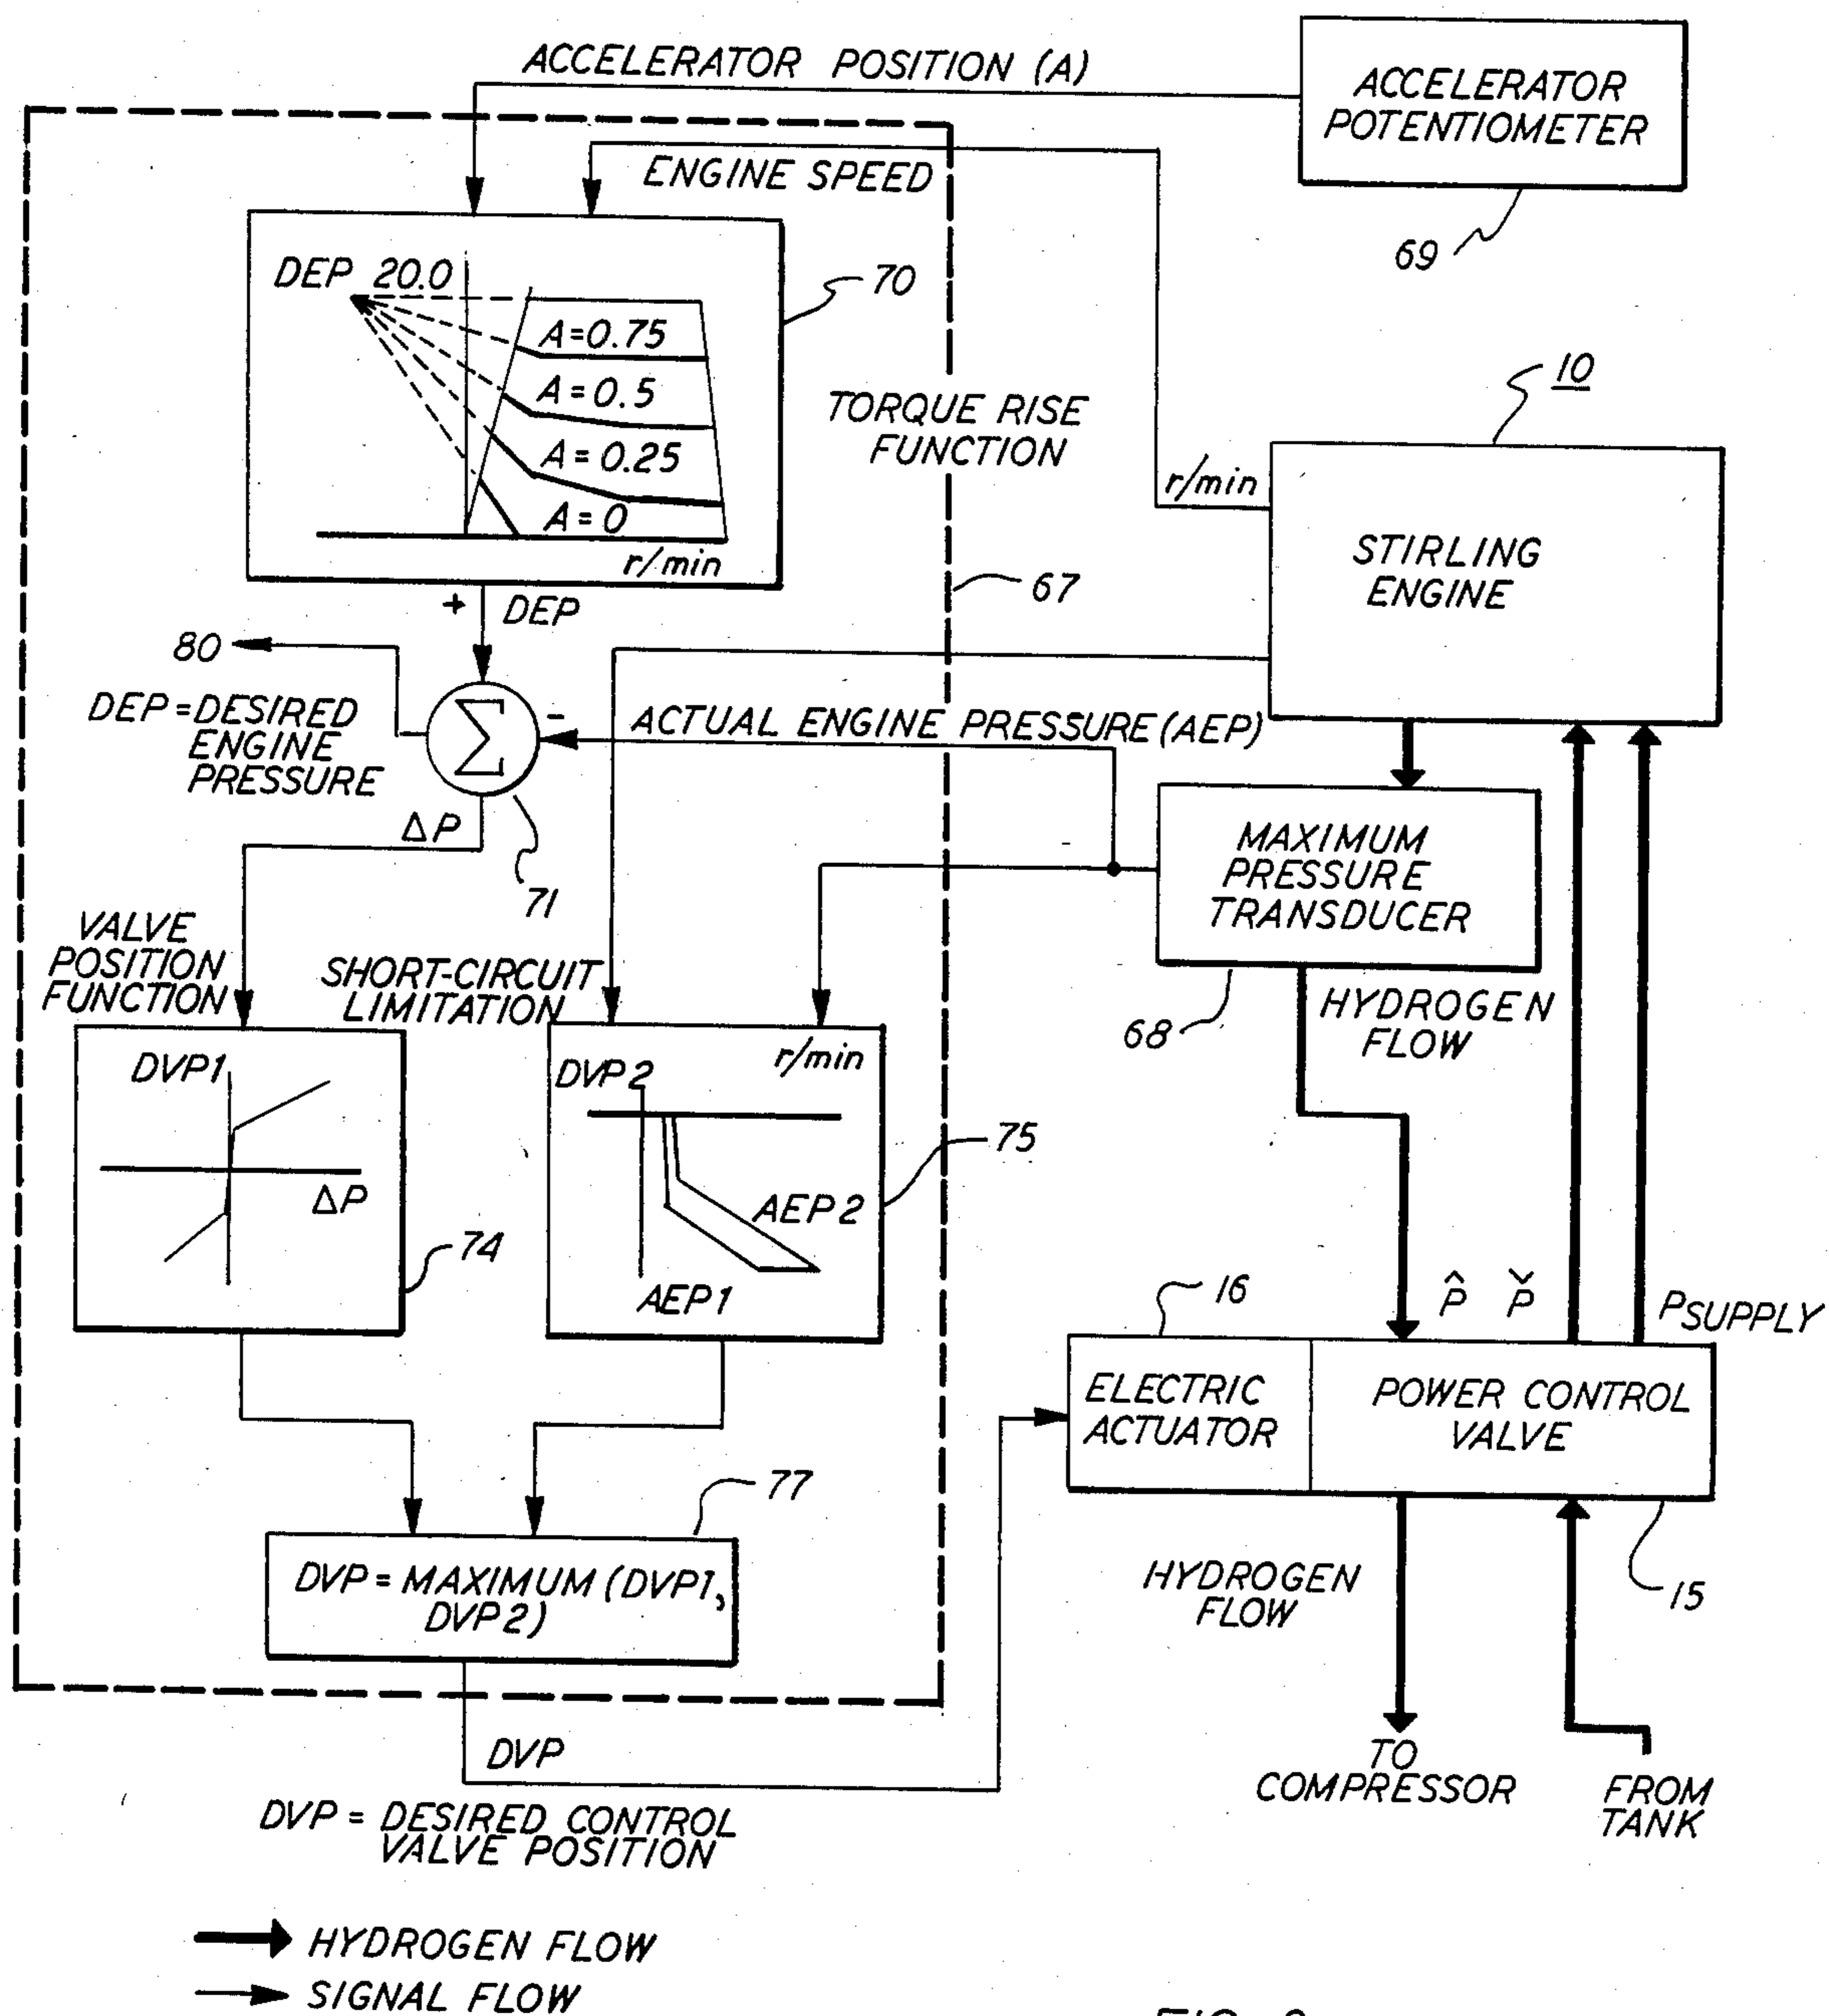 ACCELERATOR POSITION (A)
ACCELERATOR
POTENTIOMETER
69
ENGINE SPEED
DEP 20.0
A=0.75
A=0.5
A=0.25
A=0
r/min
70
TORQUE RISE
FUNCTION
10
r/min
STIRLING
ENGINE
67
+ DEP
80
DEP=DESIRED
ENGINE
PRESSURE
Σ
-
ACTUAL ENGINE PRESSURE (AEP)
ΔP
71
MAXIMUM
PRESSURE
TRANSDUCER
68
HYDROGEN
FLOW
VALVE
POSITION
FUNCTION
SHORT-CIRCUIT
LIMITATION
DVP1
ΔP
74
r/min
DVP2
AEP2
AEP1
75
16
P̂ P̌
PSUPPLY
ELECTRIC
ACTUATOR
POWER CONTROL
VALVE
77
DVP=MAXIMUM (DVP1,
DVP2)
HYDROGEN
FLOW
15
DVP
TO
COMPRESSOR
FROM
TANK
DVP = DESIRED CONTROL
VALVE POSITION
HYDROGEN FLOW
SIGNAL FLOW